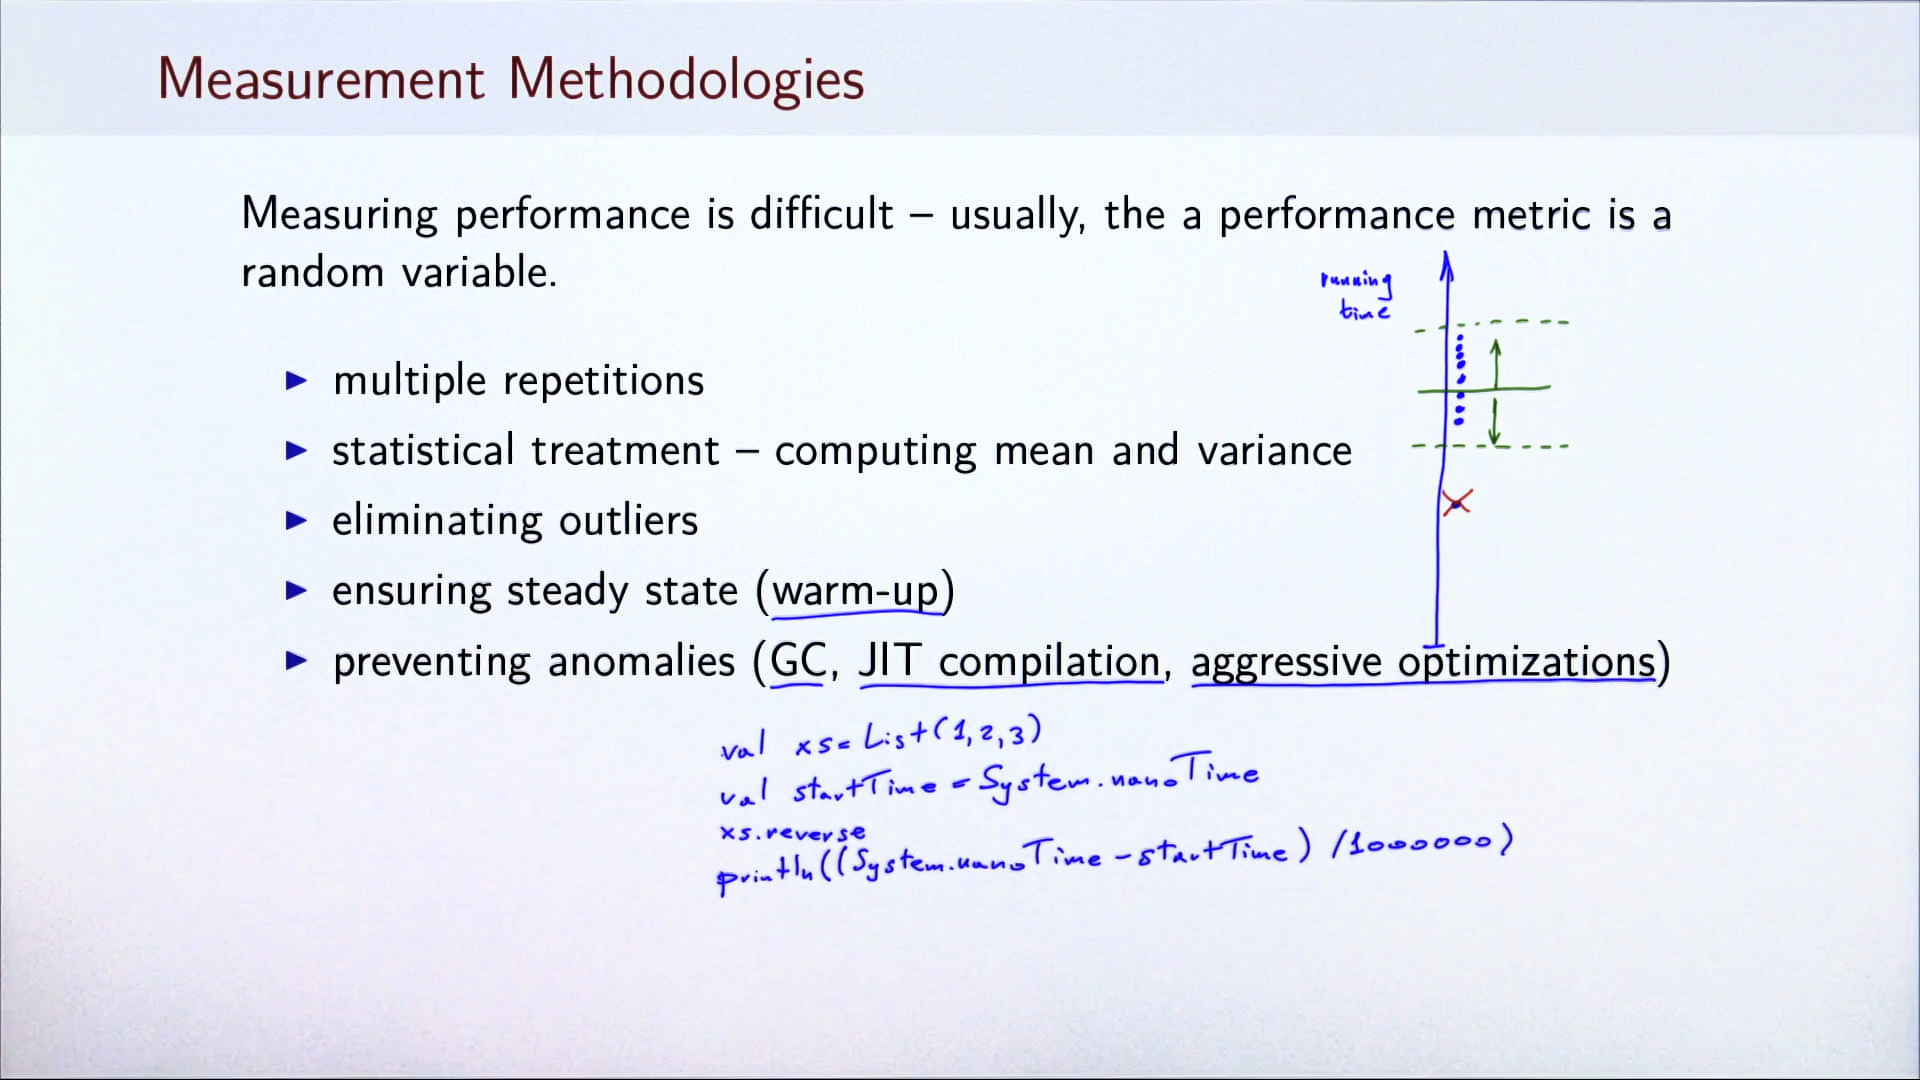 Measurement Methodologies
Measuring performance is difficult – usually, the a performance metric is a
random variable.
running
time
▶ multiple repetitions
▶ statistical treatment – computing mean and variance
▶ eliminating outliers
▶ ensuring steady state (warm-up)
▶ preventing anomalies (GC, JIT compilation, aggressive optimizations)
val xs= List(1,2,3)
val startTime = System.nanoTime
xs.reverse
println((System.nanoTime - startTime) /1000000)